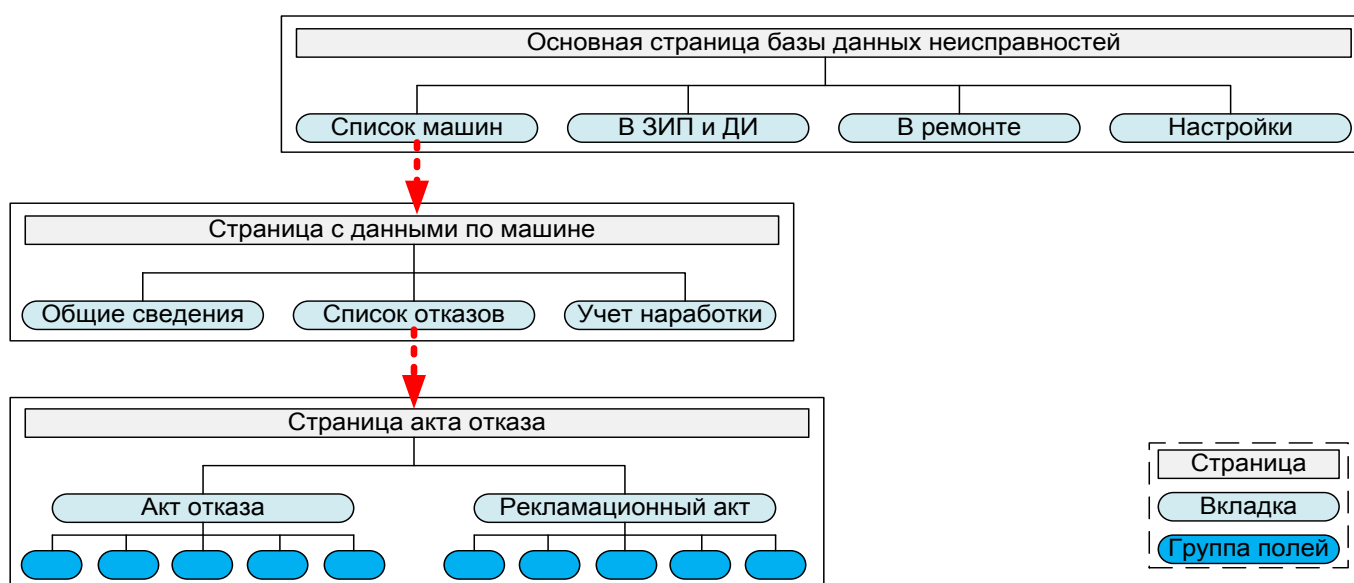 Основная страница базы данных неисправностей
Список машин
В ЗИП и ДИ
В ремонте
Настройки
Страница с данными по машине
Общие сведения
Список отказов
Учет наработки
Страница акта отказа
Акт отказа
Рекламационный акт
Страница
Вкладка
Группа полей